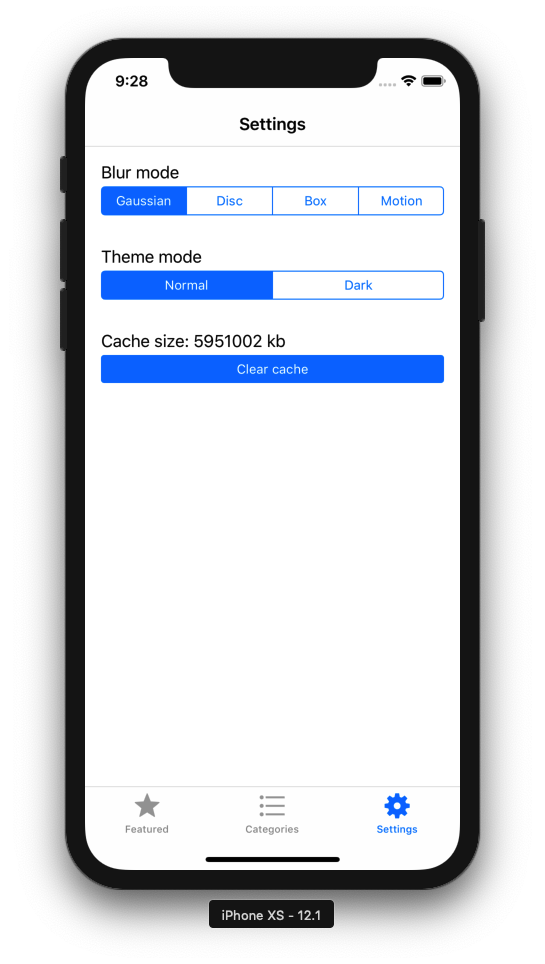 9:28
Settings
Blur mode
Gaussian Disc Box Motion
Theme mode
Normal Dark
Cache size: 5951002 kb
Clear cache
Featured Categories Settings
iPhone XS - 12.1